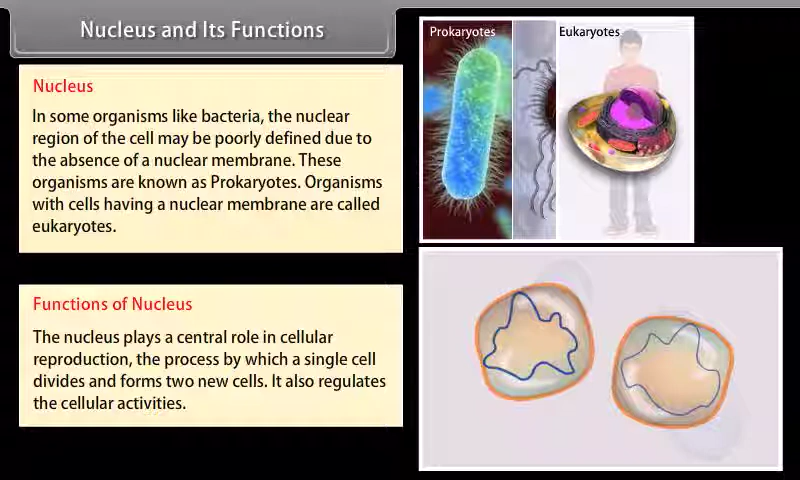 Nucleus and Its Functions
Nucleus
In some organisms like bacteria, the nuclear
region of the cell may be poorly defined due to
the absence of a nuclear membrane. These
organisms are known as Prokaryotes. Organisms
with cells having a nuclear membrane are called
eukaryotes.
Prokaryotes
Eukaryotes
Functions of Nucleus
The nucleus plays a central role in cellular
reproduction, the process by which a single cell
divides and forms two new cells. It also regulates
the cellular activities.